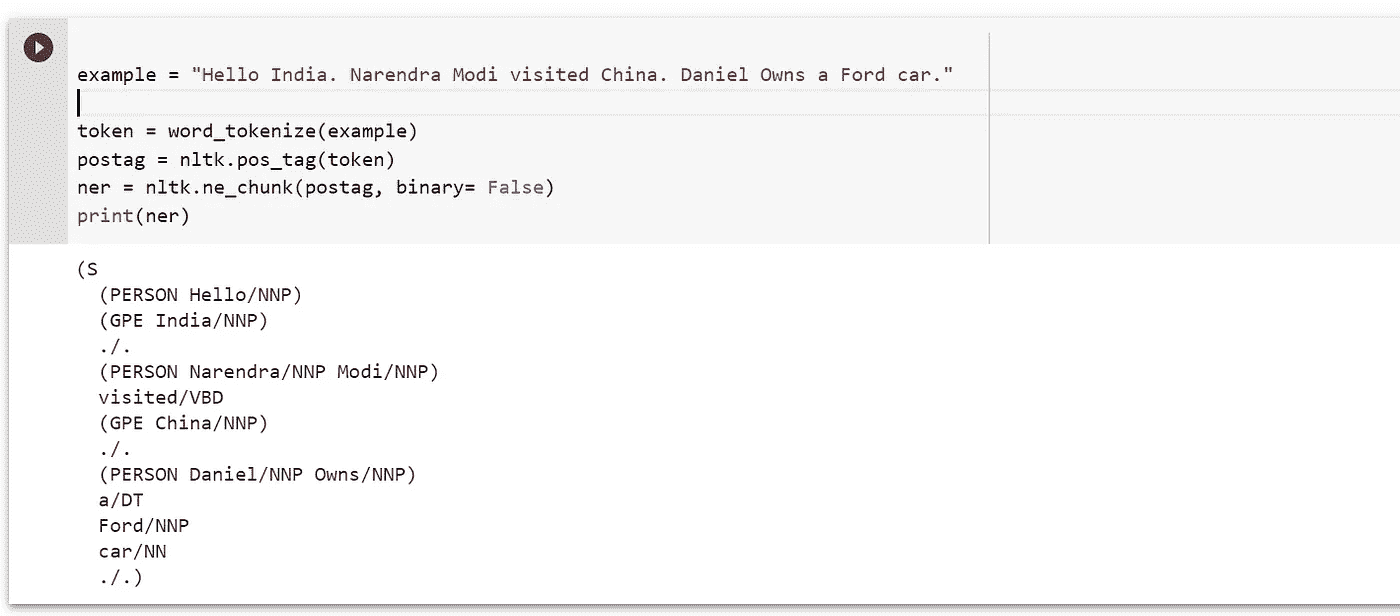 example = "Hello India. Narendra Modi visited China. Daniel Owns a Ford car."
token = word_tokenize(example)
postag = nltk.pos_tag(token)
ner = nltk.ne_chunk(postag, binary= False)
print(ner)
(S
  (PERSON Hello/NNP)
  (GPE India/NNP)
  ./.
  (PERSON Narendra/NNP Modi/NNP)
  visited/VBD
  (GPE China/NNP)
  ./.
  (PERSON Daniel/NNP Owns/NNP)
  a/DT
  Ford/NNP
  car/NN
  ./.)